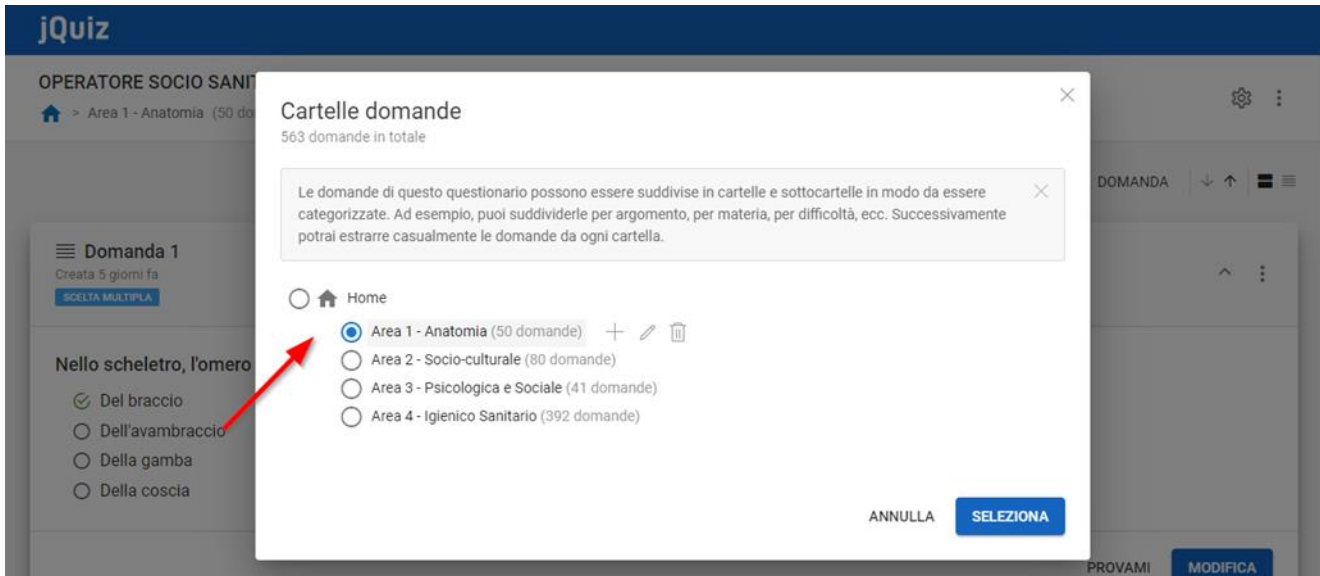 jQuiz
OPERATORE SOCIO SANIT
> Area 1 - Anatomia (50 do
Cartelle domande
563 domande in totale
Le domande di questo questionario possono essere suddivise in cartelle e sottocartelle in modo da essere
categorizzate. Ad esempio, puoi suddividerle per argomento, per materia, per difficoltà, ecc. Successivamente
potrai estrarre casualmente le domande da ogni cartella.
DOMANDA
Domanda 1
Creata 5 giorni fa
SCELTA MULTIPLA
Home
Area 1 - Anatomia (50 domande)
Area 2 - Socio-culturale (80 domande)
Area 3 - Psicologica e Sociale (41 domande)
Area 4 - Igienico Sanitario (392 domande)
Nello scheletro, l'omero
Del braccio
Dell'avambraccio
Della gamba
Della coscia
ANNULLA
SELEZIONA
PROVAMI
MODIFICA